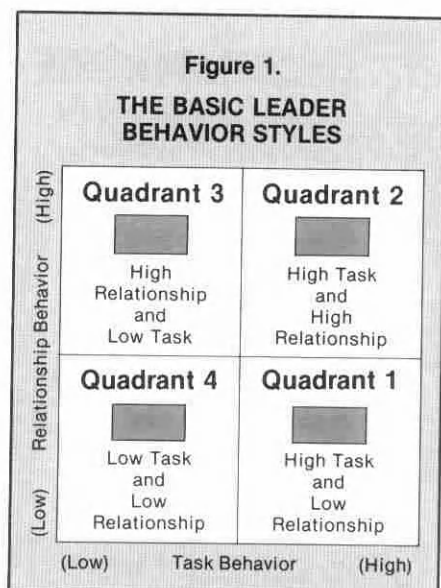 Figure 1.
THE BASIC LEADER
BEHAVIOR STYLES
(High)
Relationship Behavior
(Low)
Quadrant 3
High
Relationship
and
Low Task
Quadrant 2
High Task
and
High
Relationship
Quadrant 4
Low Task
and
Low
Relationship
Quadrant 1
High Task
and
Low
Relationship
(Low) Task Behavior (High)